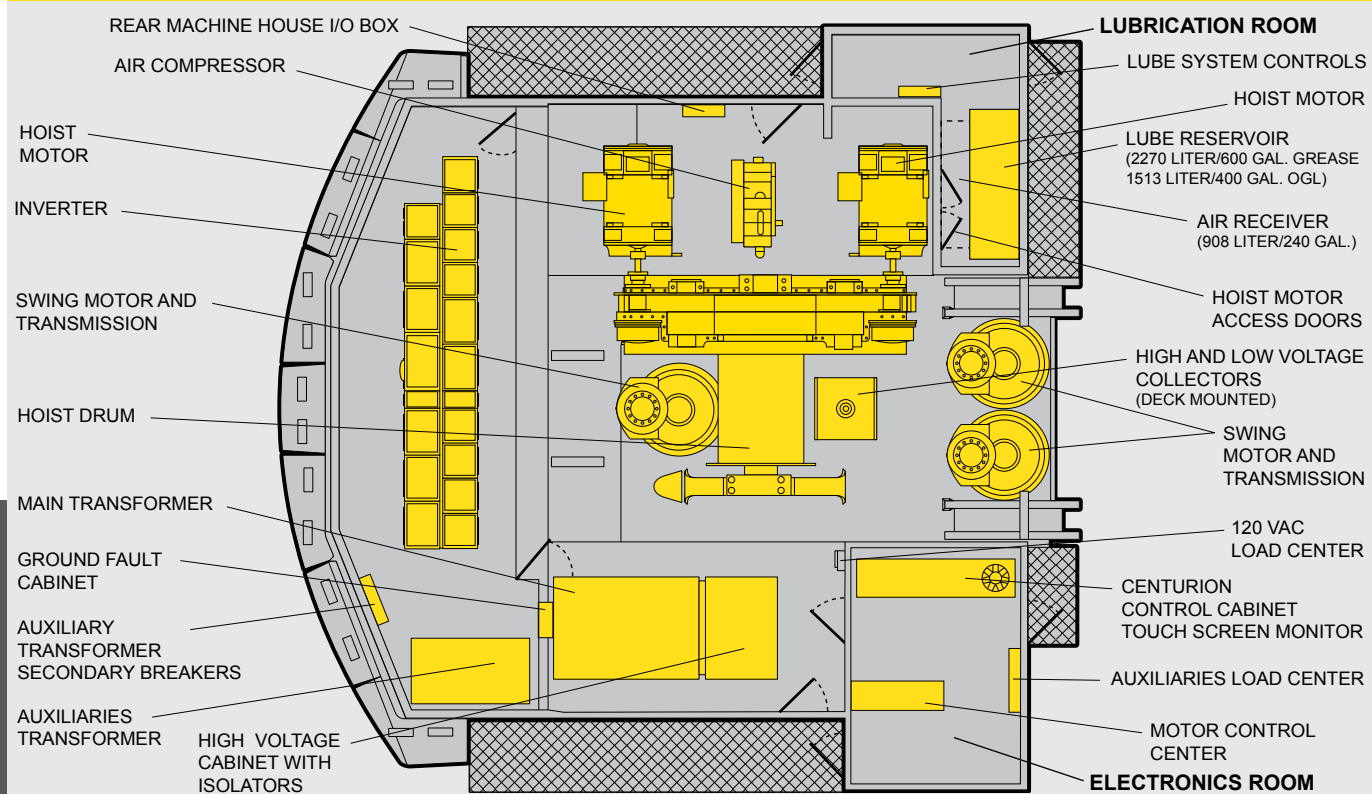 REAR MACHINE HOUSE I/O BOX
AIR COMPRESSOR
HOIST
MOTOR
INVERTER
SWING MOTOR AND
TRANSMISSION
HOIST DRUM
MAIN TRANSFORMER
GROUND FAULT
CABINET
AUXILIARY
TRANSFORMER
SECONDARY BREAKERS
AUXILIARIES
TRANSFORMER
HIGH VOLTAGE
CABINET WITH
ISOLATORS
LUBRICATION ROOM
LUBE SYSTEM CONTROLS
HOIST MOTOR
LUBE RESERVOIR
(2270 LITER/600 GAL. GREASE
1513 LITER/400 GAL. OGL)
AIR RECEIVER
(908 LITER/240 GAL.)
HOIST MOTOR
ACCESS DOORS
HIGH AND LOW VOLTAGE
COLLECTORS
(DECK MOUNTED)
SWING
MOTOR AND
TRANSMISSION
120 VAC
LOAD CENTER
CENTURION
CONTROL CABINET
TOUCH SCREEN MONITOR
AUXILIARIES LOAD CENTER
MOTOR CONTROL
CENTER
ELECTRONICS ROOM